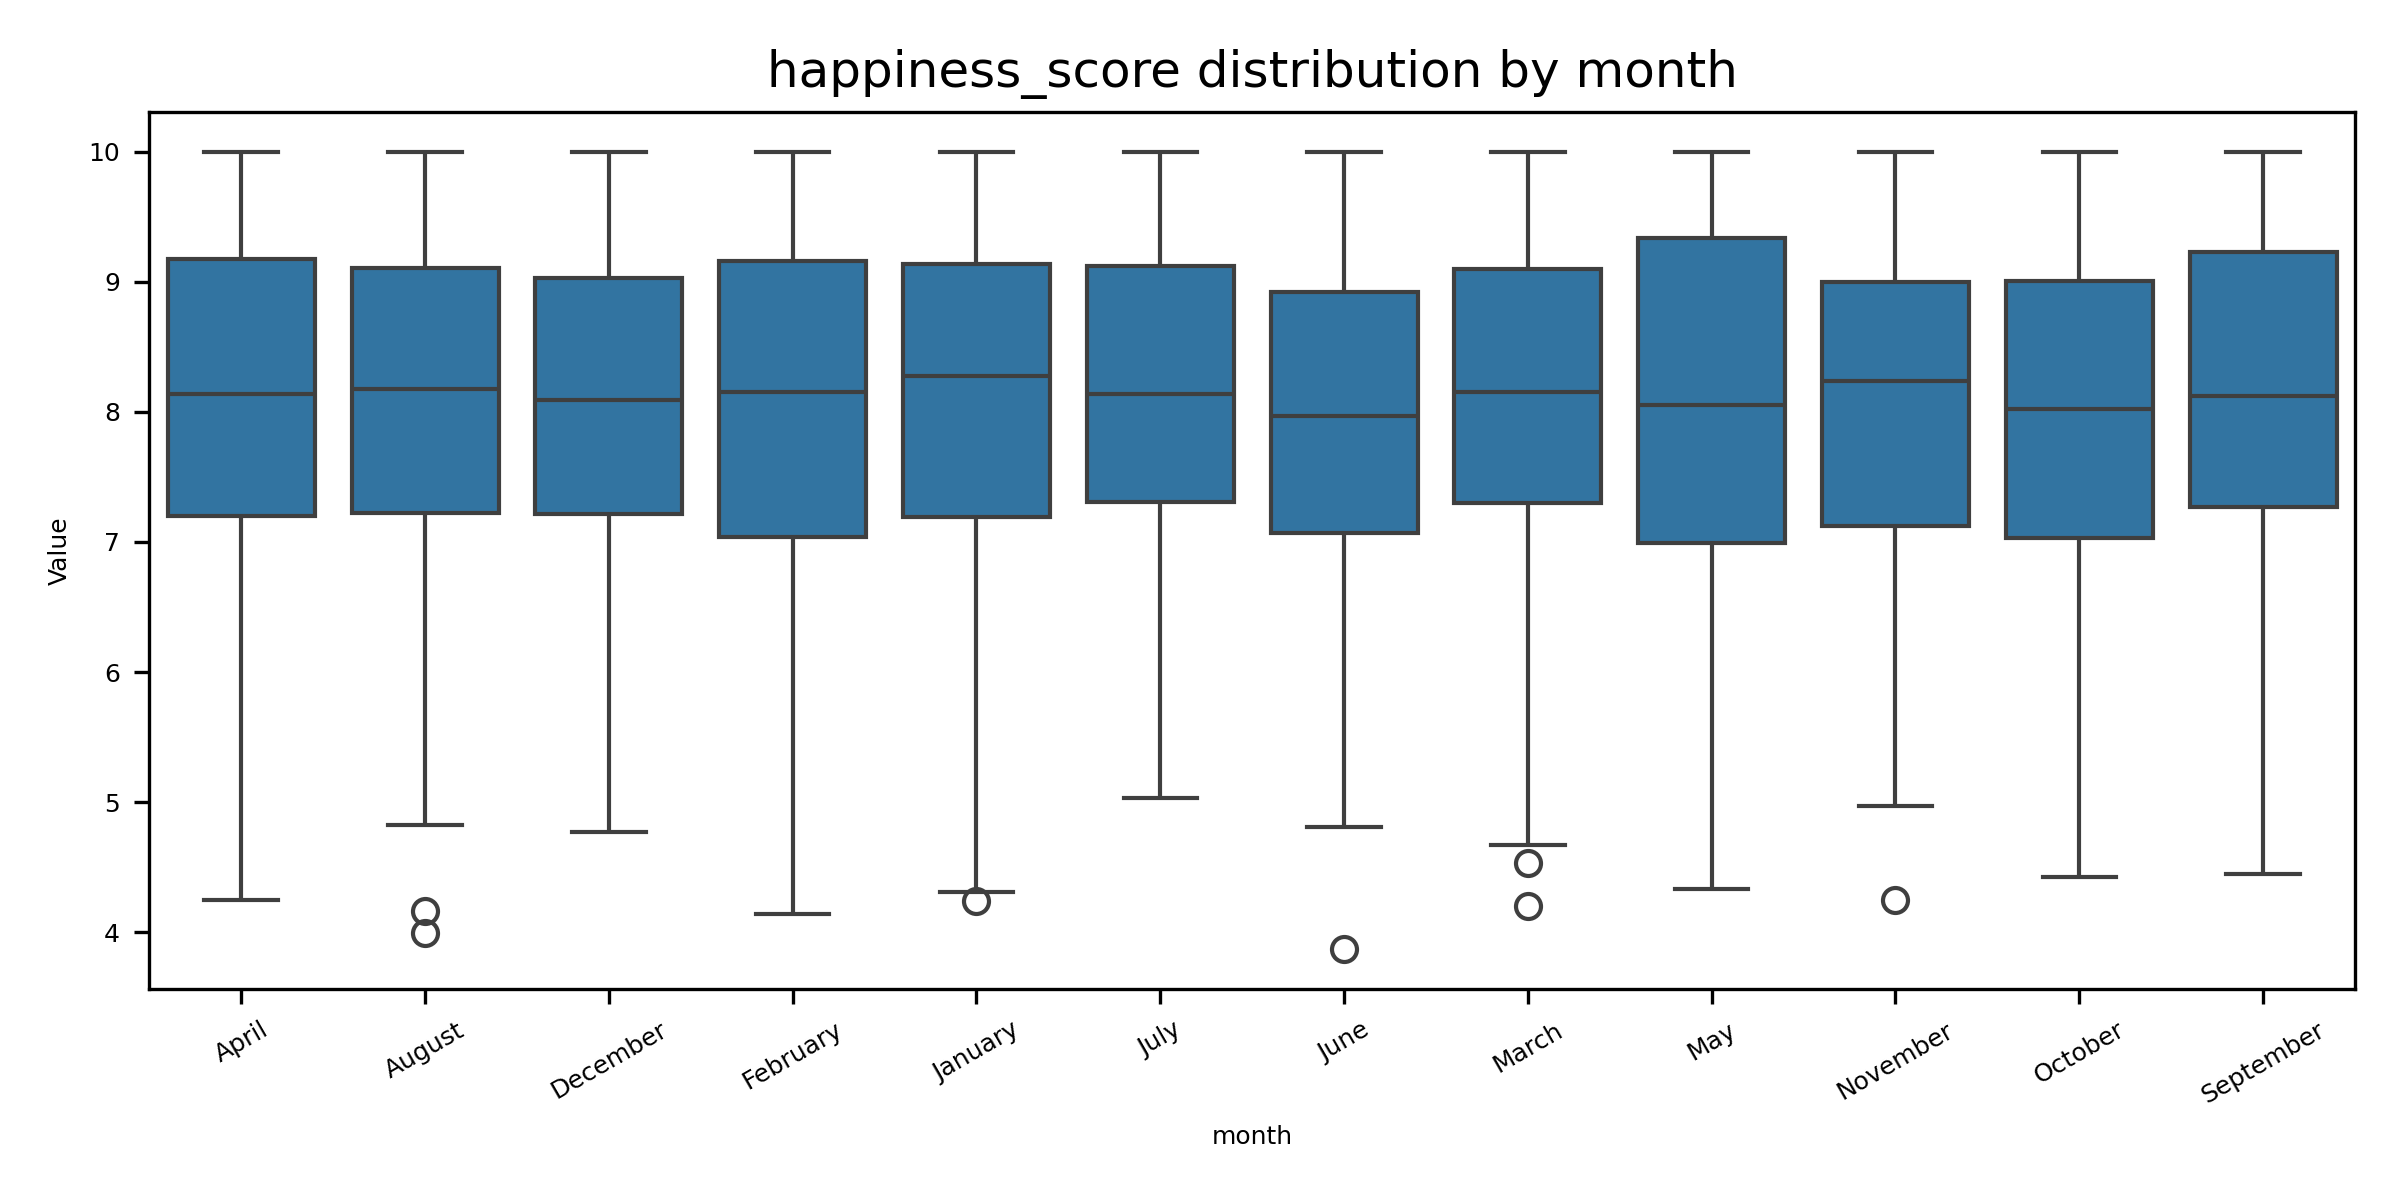 happiness_score distribution by month
10
9
8
7
6
5
4
Value
April
August
December
February
January
July
June
March
May
November
October
September
month